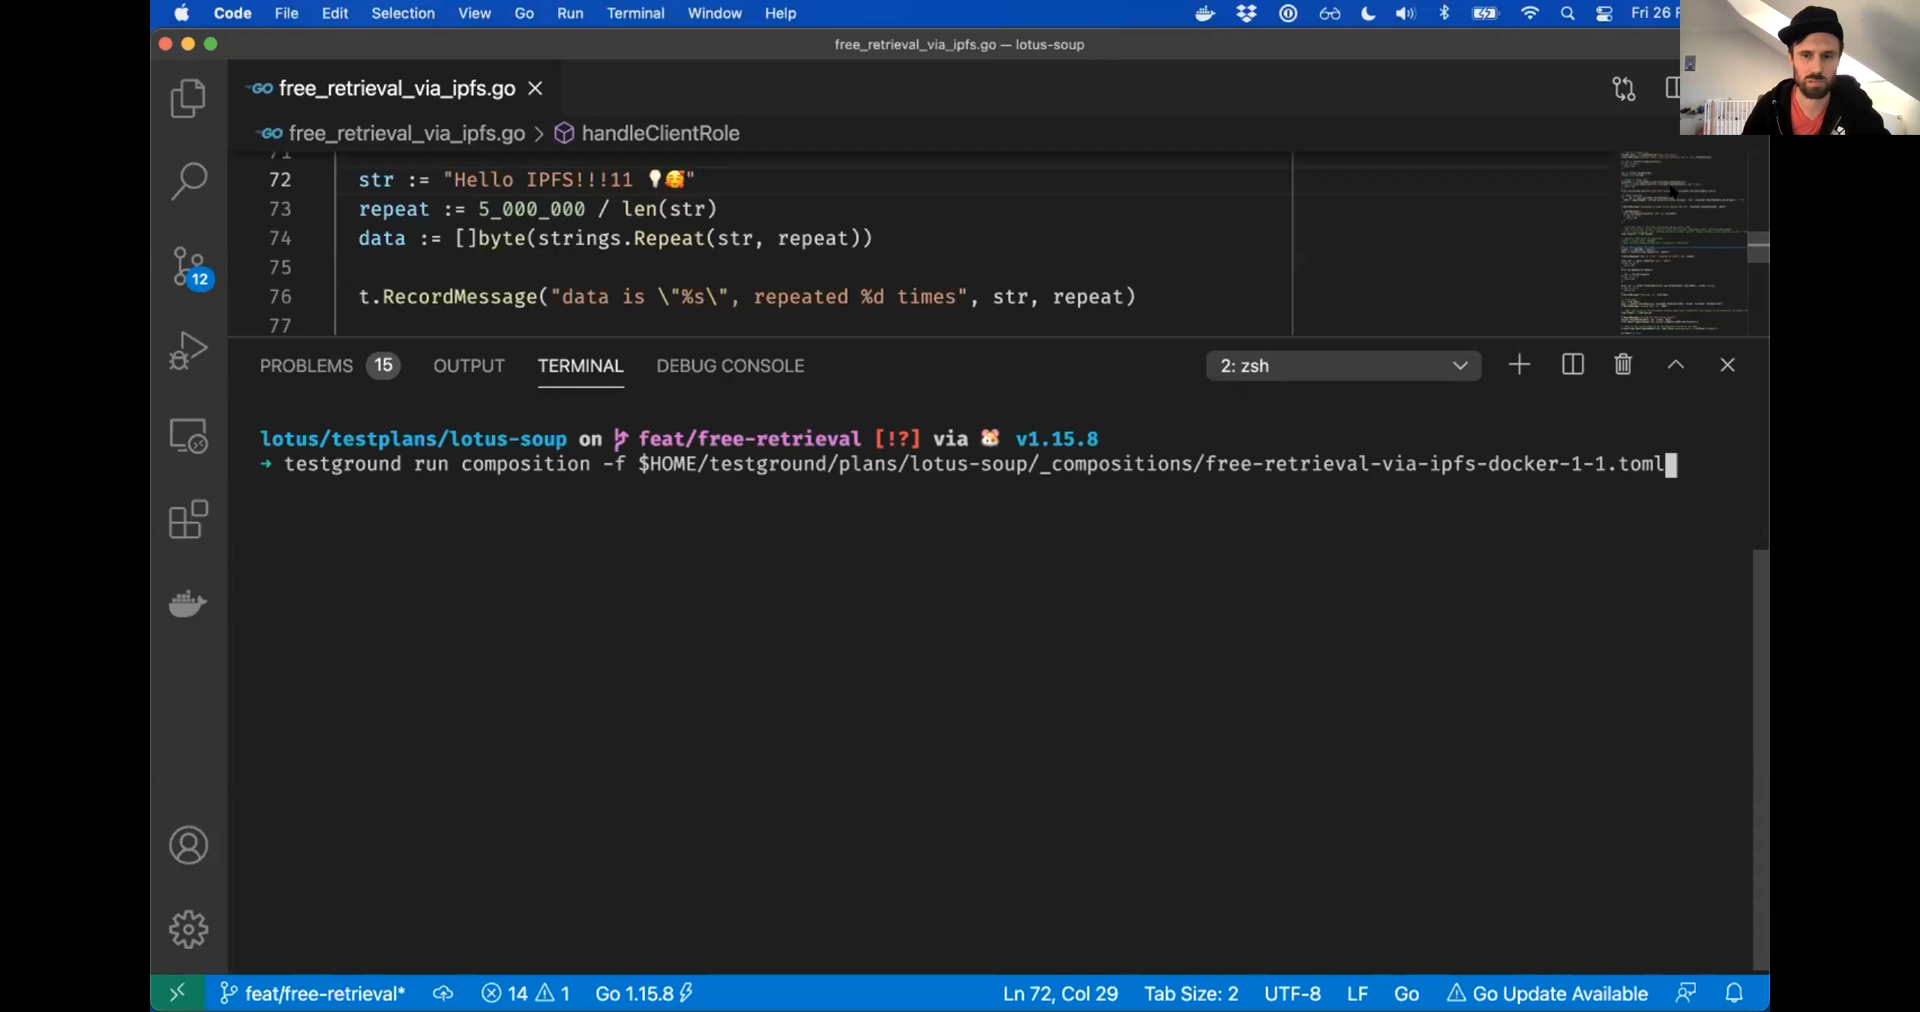 Code File Edit Selection View Go Run Terminal Window Help Fri 26
free_retrieval_via_ipfs.go — lotus-soup
GO free_retrieval_via_ipfs.go
GO free_retrieval_via_ipfs.go > handleClientRole
71
72 str := "Hello IPFS!!!11 💡🥰"
73 repeat := 5_000_000 / len(str)
74 data := []byte(strings.Repeat(str, repeat))
75
76 t.RecordMessage("data is \"%s\", repeated %d times", str, repeat)
77
12
PROBLEMS 15 OUTPUT TERMINAL DEBUG CONSOLE 2: zsh
lotus/testplans/lotus-soup on feat/free-retrieval [!?] via 🐹 v1.15.8
→ testground run composition -f $HOME/testground/plans/lotus-soup/_compositions/free-retrieval-via-ipfs-docker-1-1.toml
feat/free-retrieval* 14 1 Go 1.15.8 Ln 72, Col 29 Tab Size: 2 UTF-8 LF Go Go Update Available